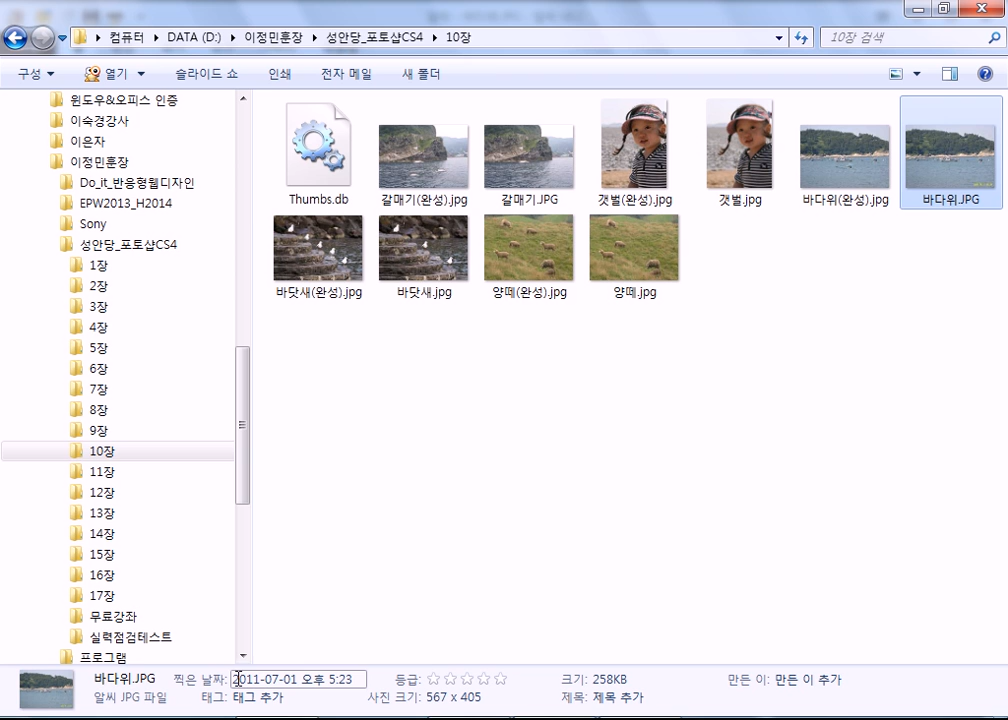 컴퓨터 ▸ DATA (D:) ▸ 이정민훈장 ▸ 성안당_포토샵CS4 ▸ 10장
10장 검색
구성 열기 슬라이드 쇼 인쇄 전자 메일 새 폴더
윈도우&오피스 인증
이숙경강사
이은자
이정민훈장
Do_it_반응형웹디자인
EPW2013_H2014
Sony
성안당_포토샵CS4
1장
2장
3장
4장
5장
6장
7장
8장
9장
10장
11장
12장
13장
14장
15장
16장
17장
무료강좌
실력점검테스트
프로그램
Thumbs.db
갈매기(완성).jpg
갈매기.JPG
갯벌(완성).jpg
갯벌.jpg
바다위(완성).jpg
바다위.JPG
바닷새(완성).jpg
바닷새.jpg
양떼(완성).jpg
양떼.jpg
바다위.JPG 찍은 날짜: 2011-07-01 오후 5:23 등급: 크기: 258KB 만든 이: 만든 이 추가
알씨 JPG 파일 태그: 태그 추가 사진 크기: 567 x 405 제목: 제목 추가